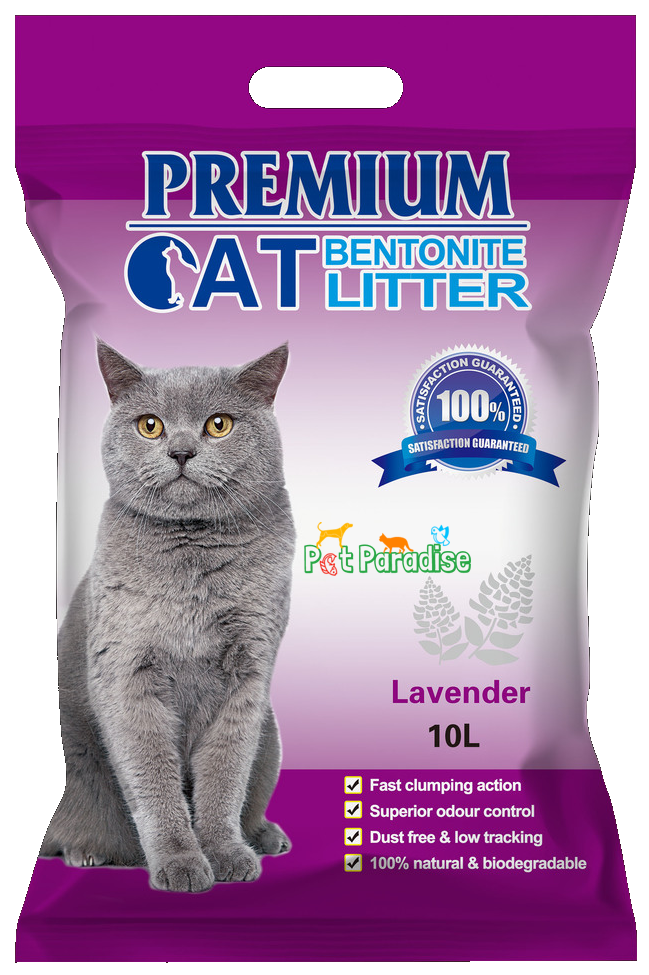 PREMIUM
CAT BENTONITE
LITTER
SATISFACTION GUARANTEED
100%
SATISFACTION GUARANTEED
Pet Paradise
Lavender
10L
Fast clumping action
Superior odour control
Dust free & low tracking
100% natural & biodegradable